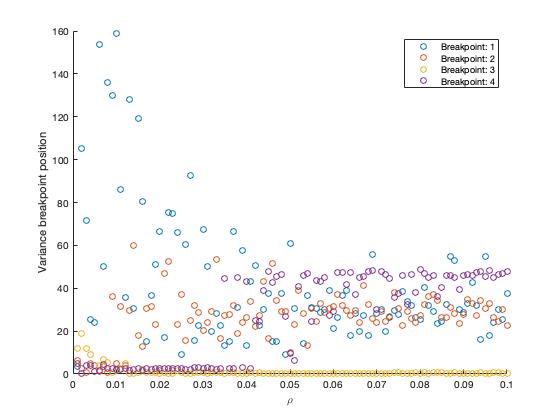 160
140
120
100
80
60
40
20
0
Variance breakpoint position
0 0.01 0.02 0.03 0.04 0.05 0.06 0.07 0.08 0.09 0.1
ρ
Breakpoint: 1
Breakpoint: 2
Breakpoint: 3
Breakpoint: 4